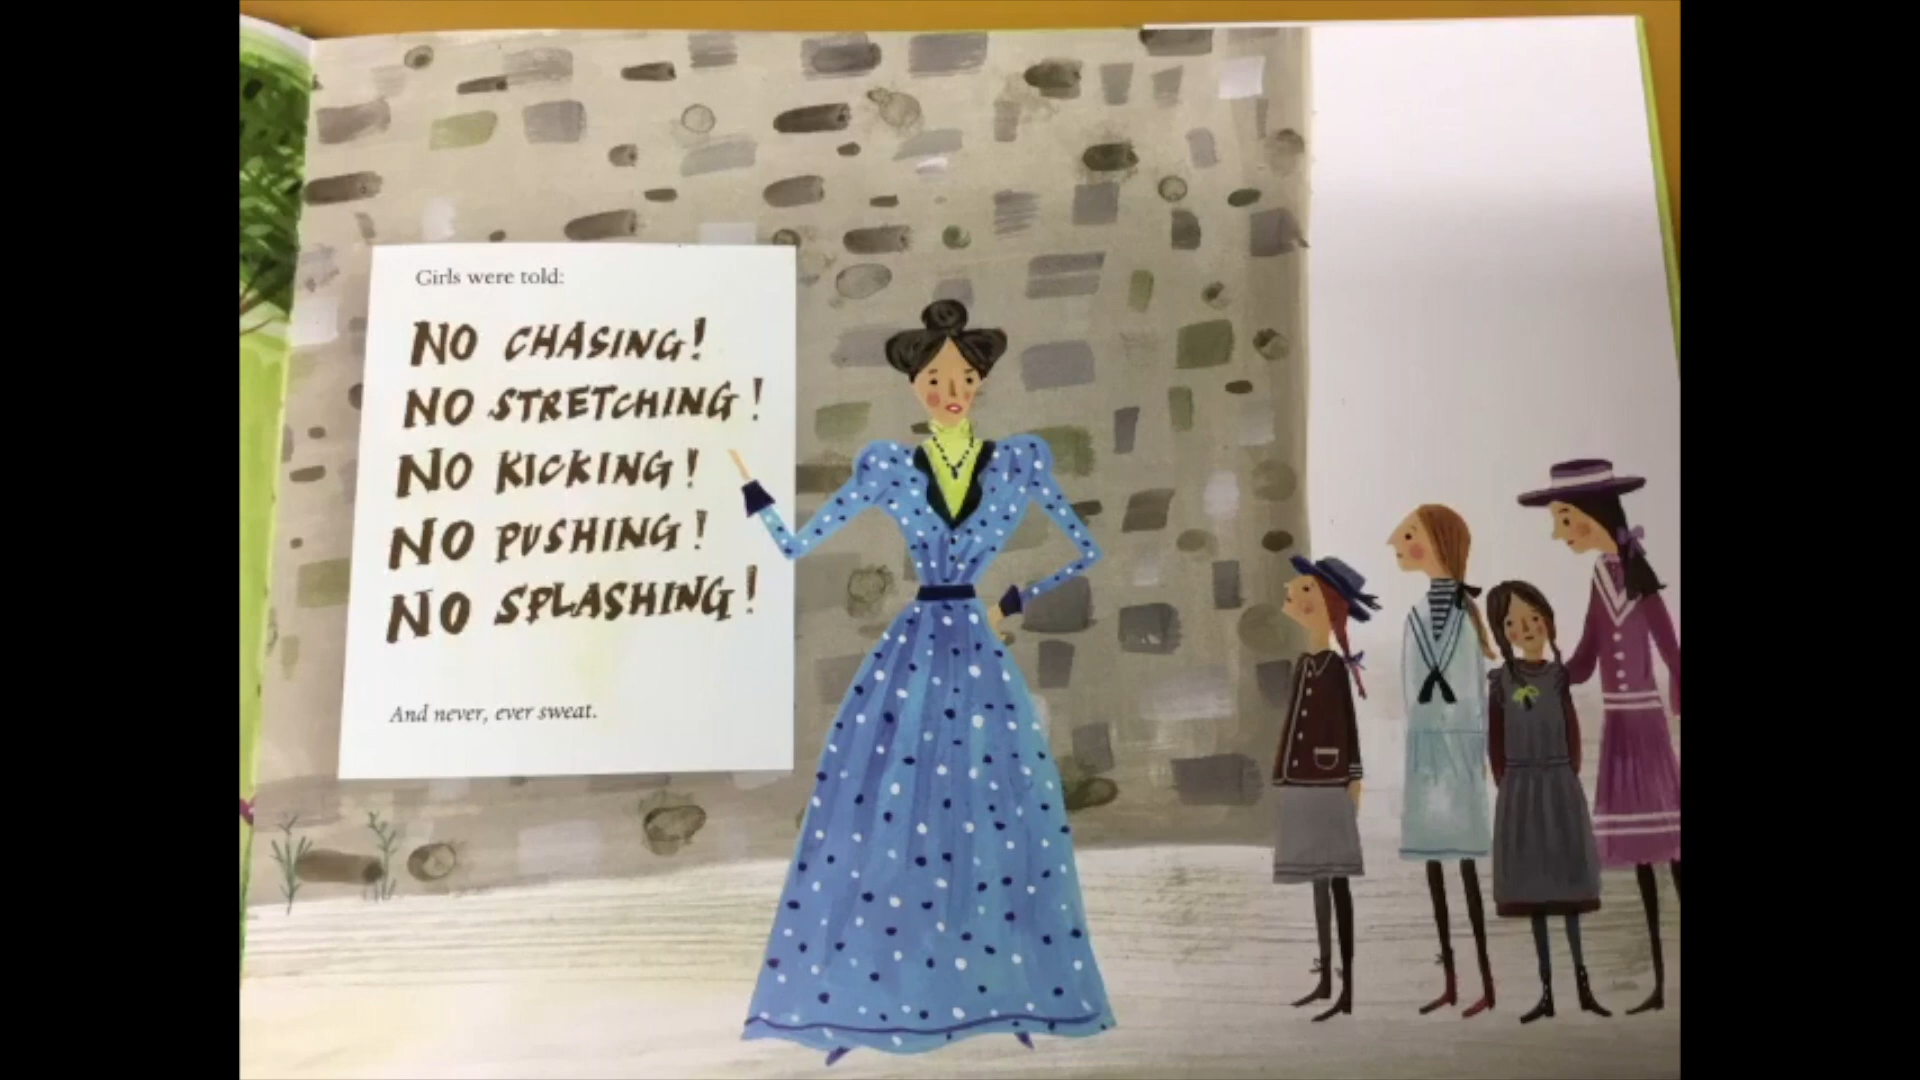 Girls were told:
NO CHASING!
NO STRETCHING!
NO KICKING!
NO PUSHING!
NO SPLASHING!
And never, ever sweat.